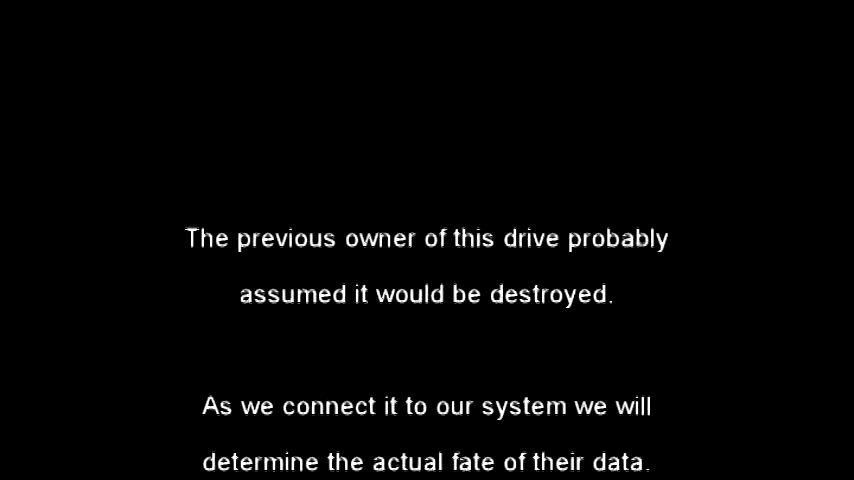 The previous owner of this drive probably
assumed it would be destroyed.
As we connect it to our system we will
determine the actual fate of their data.